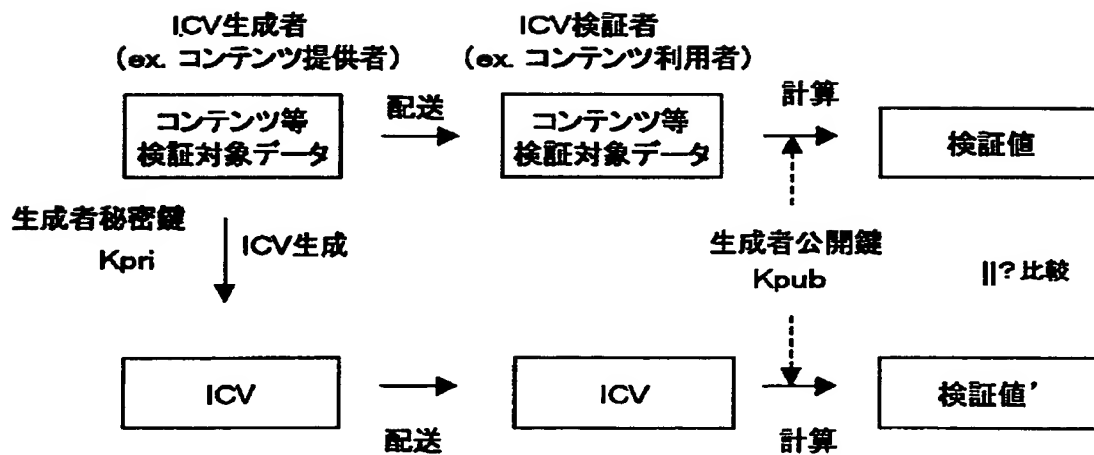 ICV生成者
(ex. コンテンツ提供者)
ICV検証者
(ex. コンテンツ利用者)
コンテンツ等
検証対象データ
配送
コンテンツ等
検証対象データ
計算
検証値
生成者秘密鍵
Kpri
ICV生成
生成者公開鍵
Kpub
||?比較
ICV
配送
ICV
計算
検証値’